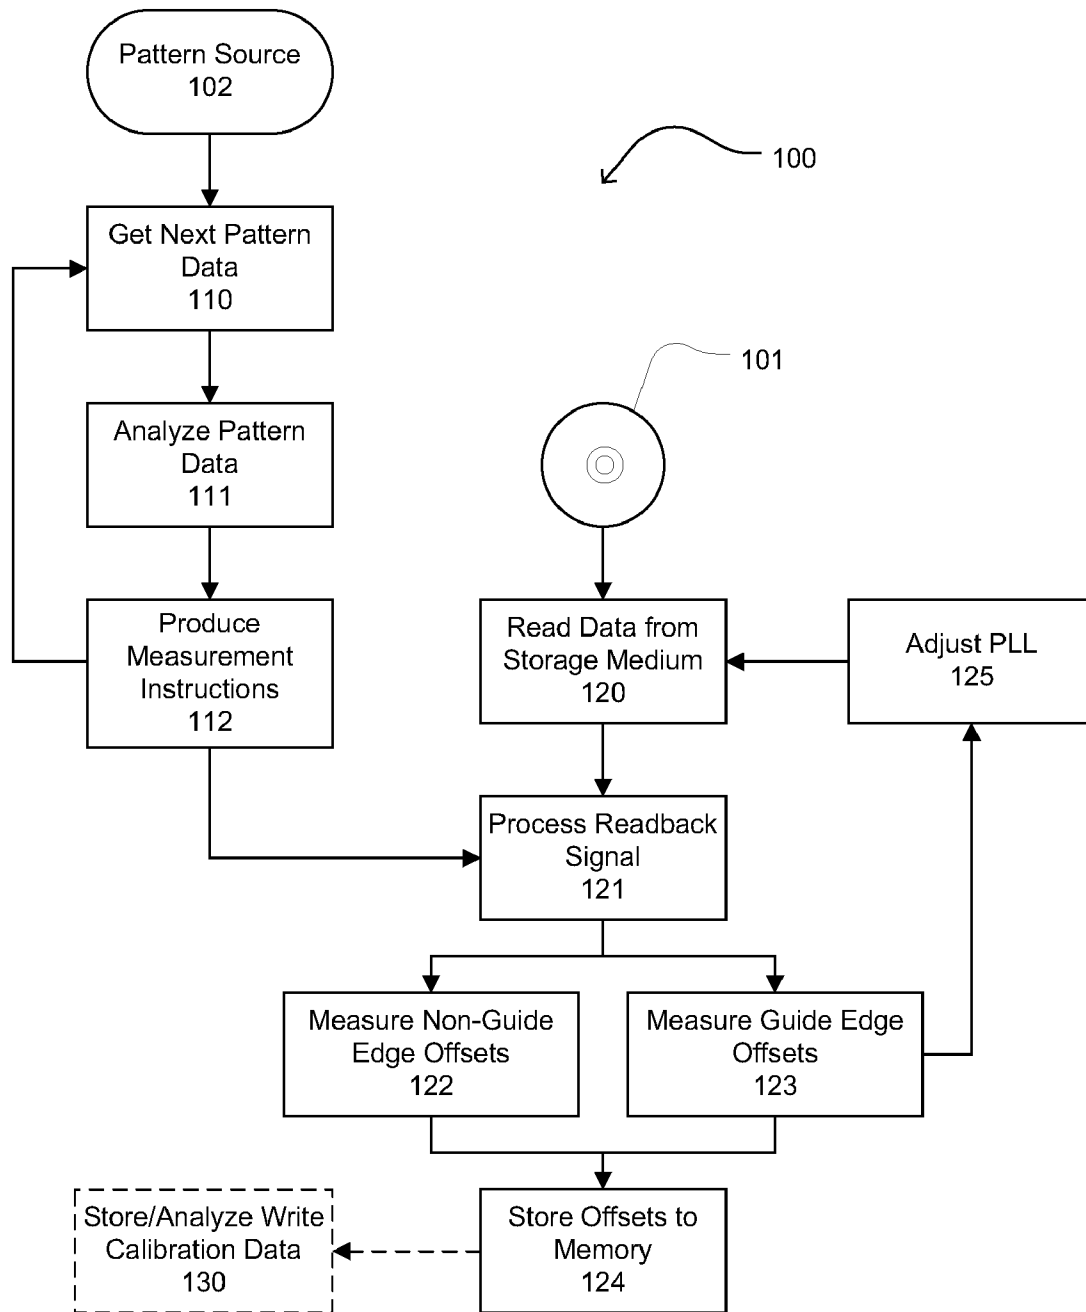 Pattern Source
102
100
Get Next Pattern
Data
110
101
Analyze Pattern
Data
111
Produce
Measurement
Instructions
112
Read Data from
Storage Medium
120
Adjust PLL
125
Process Readback
Signal
121
Measure Non-Guide
Edge Offsets
122
Measure Guide Edge
Offsets
123
Store/Analyze Write
Calibration Data
130
Store Offsets to
Memory
124